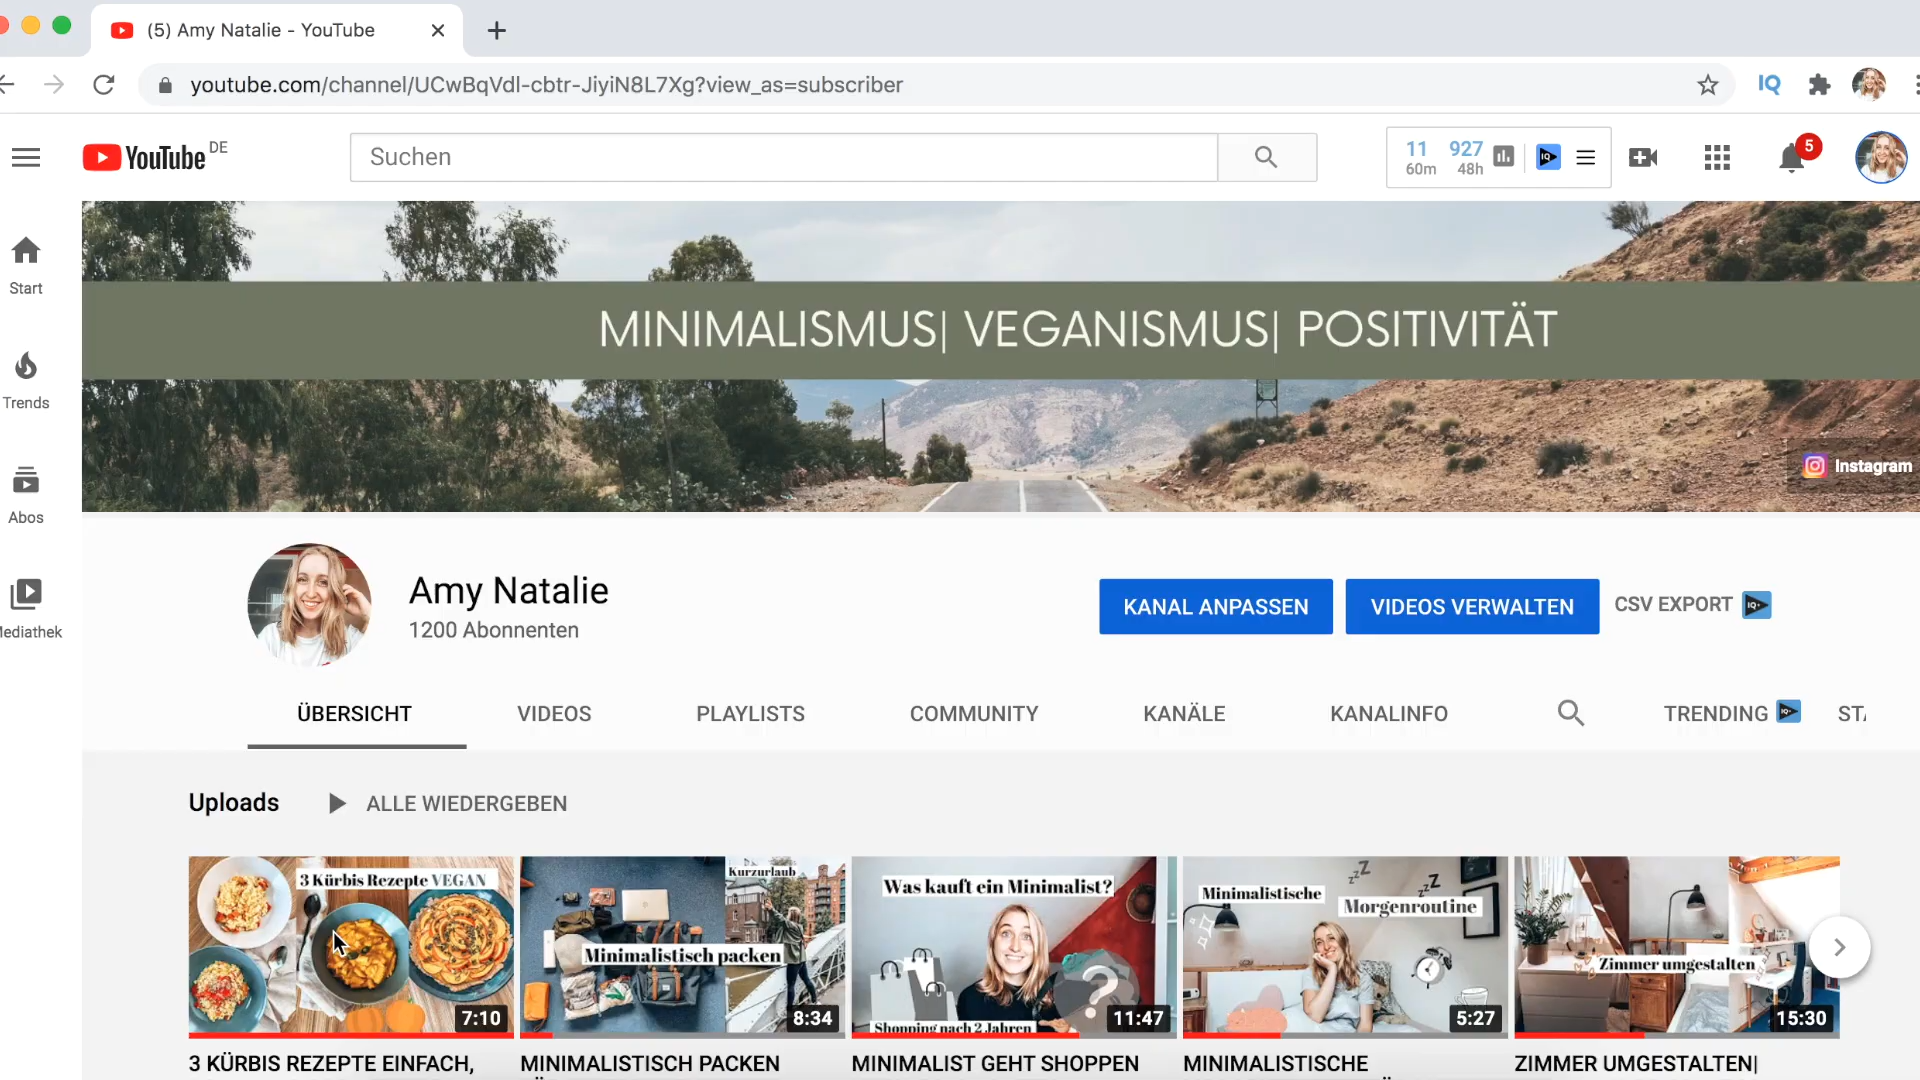 (5) Amy Natalie - YouTube
youtube.com/channel/UCwBqVdl-cbtr-JiyiN8L7Xg?view_as=subscriber
IQ
YouTube DE
Suchen
11 927
60m 48h
5
Start
Trends
Abos
Mediathek
MINIMALISMUS| VEGANISMUS| POSITIVITÄT
Instagram
Amy Natalie
1200 Abonnenten
KANAL ANPASSEN
VIDEOS VERWALTEN
CSV EXPORT
ÜBERSICHT VIDEOS PLAYLISTS COMMUNITY KANÄLE KANALINFO TRENDING
Uploads ALLE WIEDERGEBEN
3 Kürbis Rezepte VEGAN
7:10
Kurzurlaub
Minimalistisch packen
8:34
Was kauft ein Minimalist?
Shopping nach 2 Jahren
11:47
Minimalistische
Morgenroutine
zzZ
zzZ
5:27
Zimmer umgestalten
15:30
3 KÜRBIS REZEPTE EINFACH,
MINIMALISTISCH PACKEN
MINIMALIST GEHT SHOPPEN
MINIMALISTISCHE
ZIMMER UMGESTALTEN|